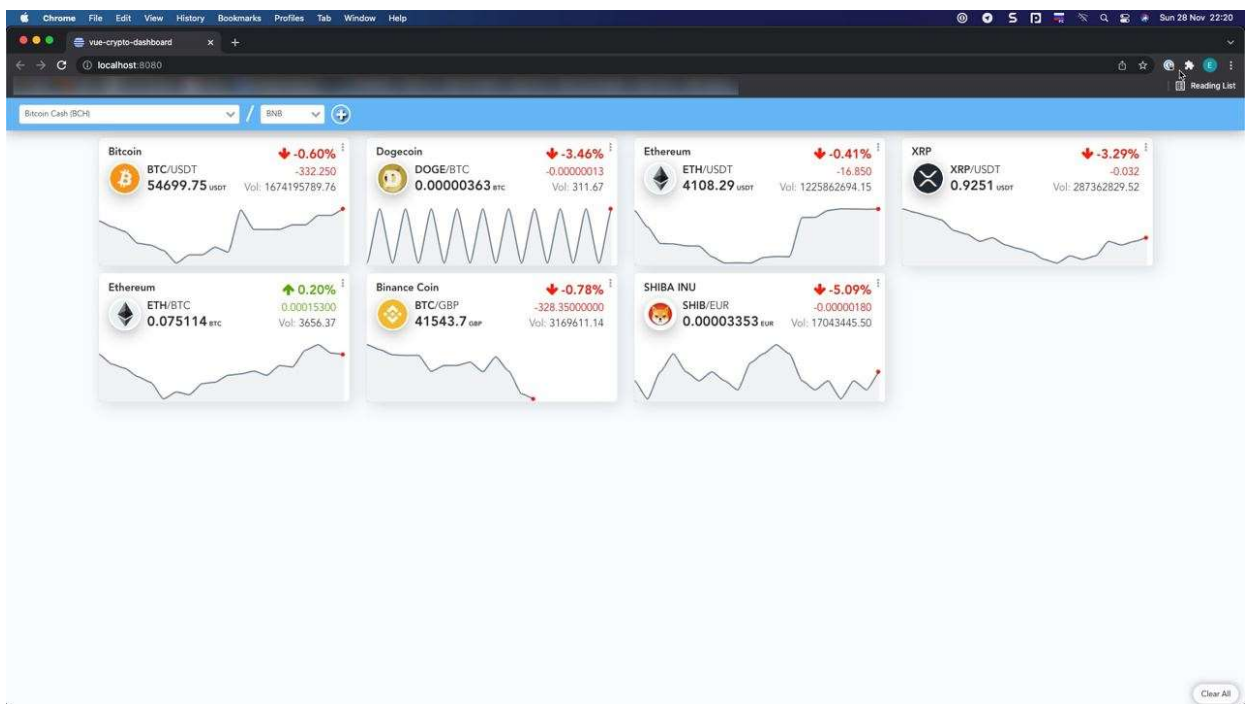 Chrome File Edit View History Bookmarks Profiles Tab Window Help Sun 28 Nov 22:20
vue-crypto-dashboard
localhost:8080
Reading List
Bitcoin Cash (BCH) / BNB
Bitcoin -0.60%
BTC/USDT -332.250
54699.75 USDT Vol: 1674195789.76
Dogecoin -3.46%
DOGE/BTC -0.00000013
0.00000363 BTC Vol: 311.67
Ethereum -0.41%
ETH/USDT -16.850
4108.29 USDT Vol: 1225862694.15
XRP -3.29%
XRP/USDT -0.032
0.9251 USDT Vol: 287362829.52
Ethereum 0.20%
ETH/BTC 0.00015300
0.075114 BTC Vol: 3656.37
Binance Coin -0.78%
BTC/GBP -328.35000000
41543.7 GBP Vol: 3169611.14
SHIBA INU -5.09%
SHIB/EUR -0.00000180
0.00003353 EUR Vol: 17043445.50
Clear All